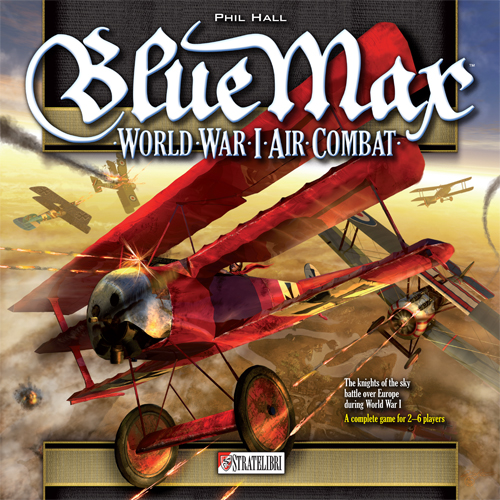 PHIL HALL
Blue Max™
·WORLD·WAR·I·AIR·COMBAT·
The knights of the sky
battle over Europe
during World War I
A complete game for 2–6 players
STRATELIBRI